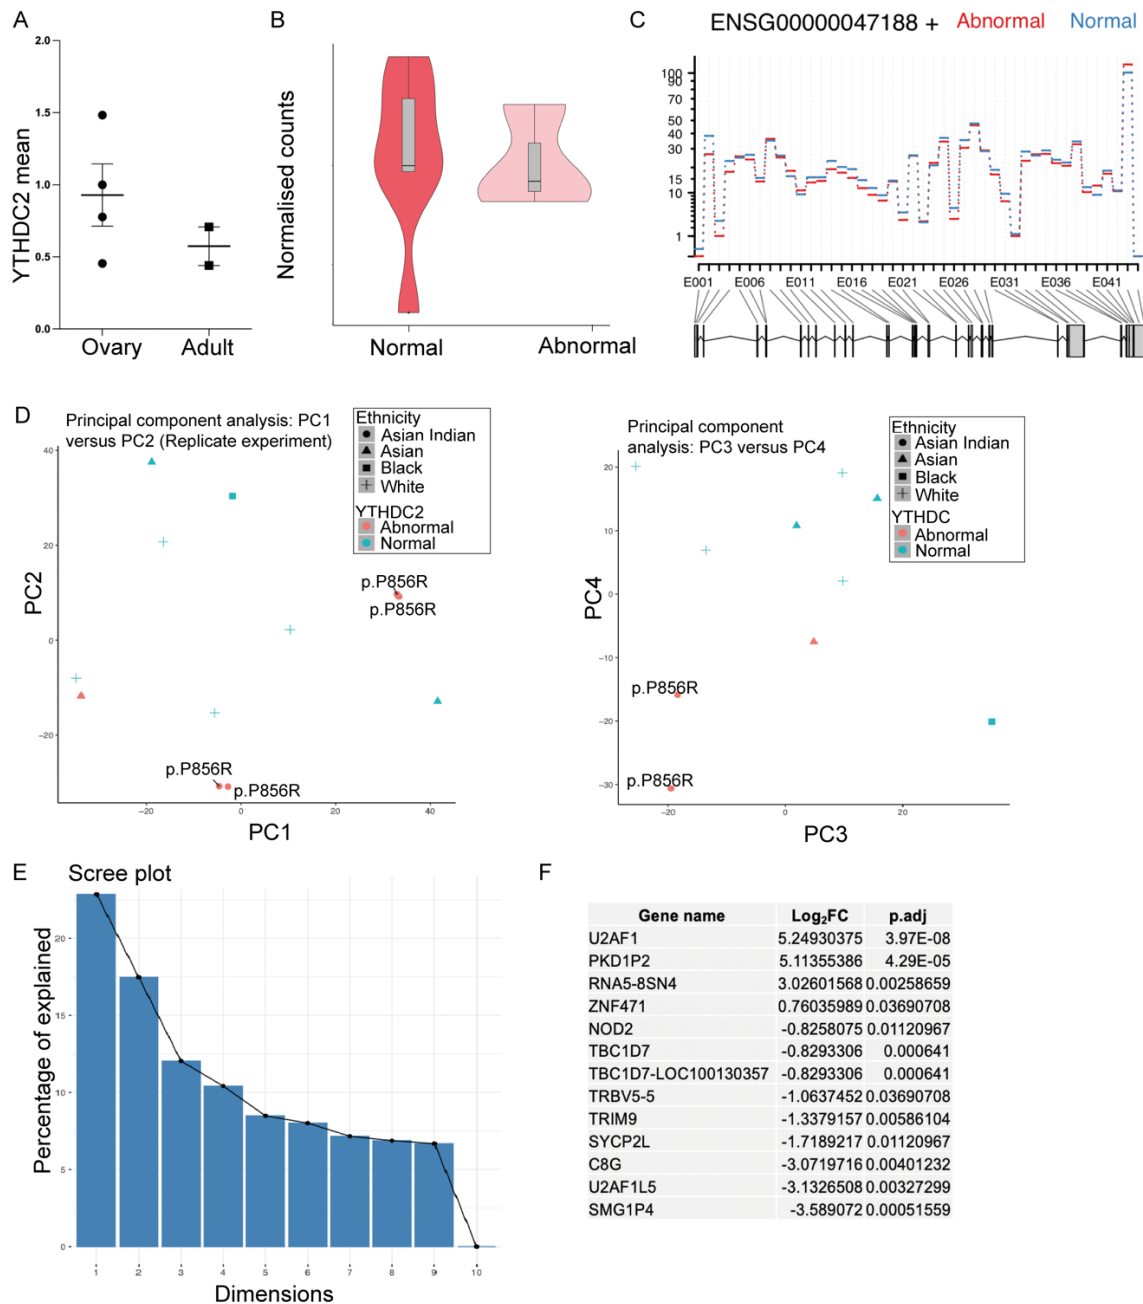 A
2.0
1.5
1.0
0.5
0.0
YTHDC2 mean
Ovary
Adult
B
Normalised counts
Normal
Abnormal
C
ENSG00000047188 + Abnormal Normal
100
90
70
50
40
30
15
10
1
E001 E006 E011 E016 E021 E026 E031 E036 E041
D
Principal component analysis: PC1
versus PC2 (Replicate experiment)
Ethnicity
Asian Indian
Asian
Black
White
YTHDC2
Abnormal
Normal
40
20
0
−20
PC2
p.P856R
p.P856R
p.P856R
p.P856R
−20 0 20 40
PC1
Principal component
analysis: PC3 versus PC4
Ethnicity
Asian Indian
Asian
Black
White
YTHDC
Abnormal
Normal
20
10
0
−10
−20
−30
PC4
p.P856R
p.P856R
−20 0 20
PC3
E
Scree plot
20
15
10
5
0
Percentage of explained
1 2 3 4 5 6 7 8 9 10
Dimensions
F
Gene name Log2FC p.adj
U2AF1 5.24930375 3.97E-08
PKD1P2 5.11355386 4.29E-05
RNA5-8SN4 3.02601568 0.00258659
ZNF471 0.76035989 0.03690708
NOD2 -0.8258075 0.01120967
TBC1D7 -0.8293306 0.000641
TBC1D7-LOC100130357 -0.8293306 0.000641
TRBV5-5 -1.0637452 0.03690708
TRIM9 -1.3379157 0.00586104
SYCP2L -1.7189217 0.01120967
C8G -3.0719716 0.00401232
U2AF1L5 -3.1326508 0.00327299
SMG1P4 -3.589072 0.00051559